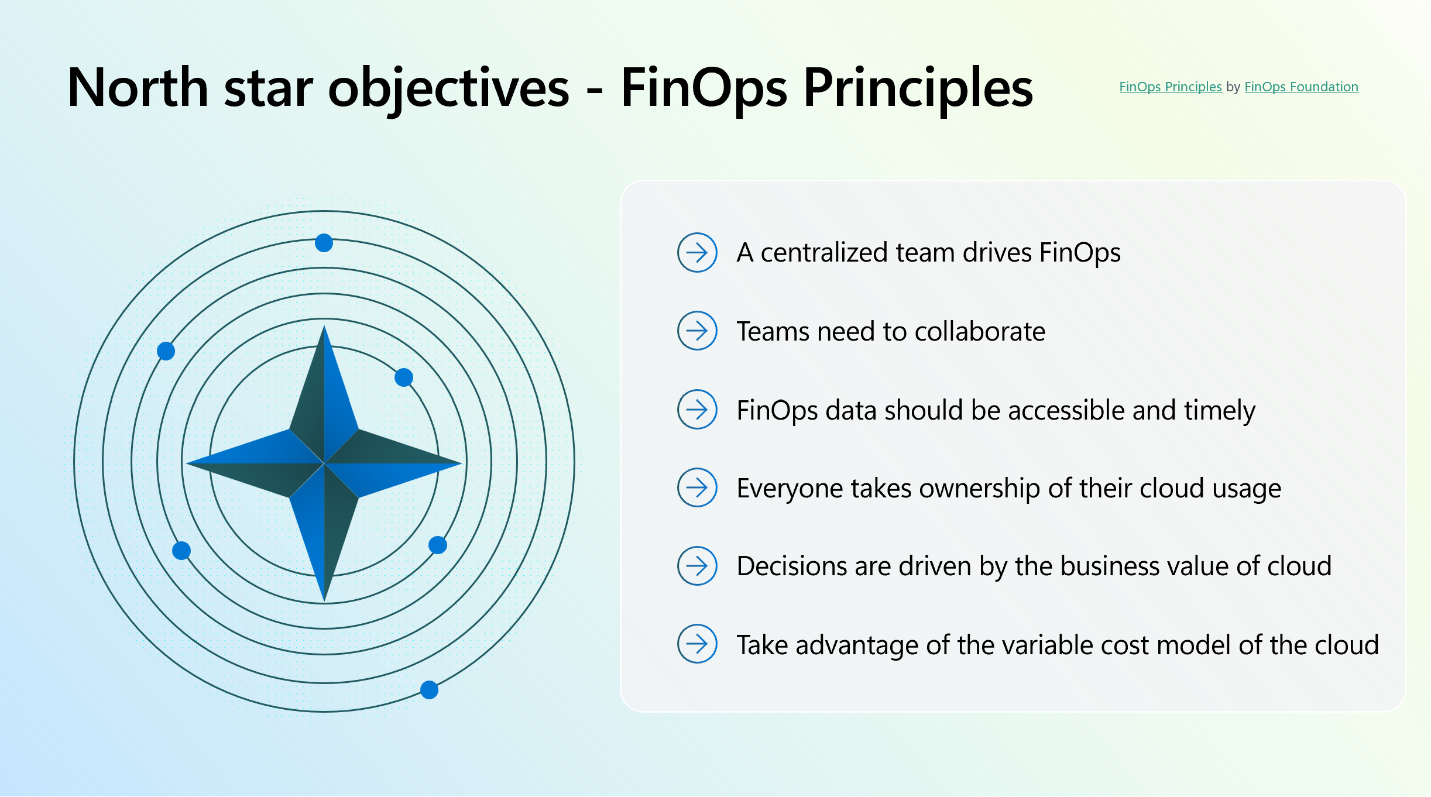 North star objectives - FinOps Principles
FinOps Principles by FinOps Foundation
A centralized team drives FinOps
Teams need to collaborate
FinOps data should be accessible and timely
Everyone takes ownership of their cloud usage
Decisions are driven by the business value of cloud
Take advantage of the variable cost model of the cloud